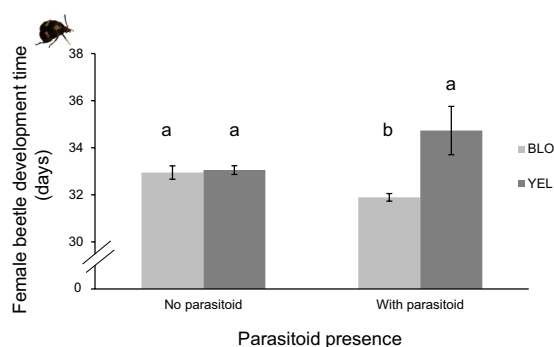 38
36
34
32
30
0
Female beetle development time
(days)
a
a
b
a
BLO
YEL
No parasitoid
With parasitoid
Parasitoid presence